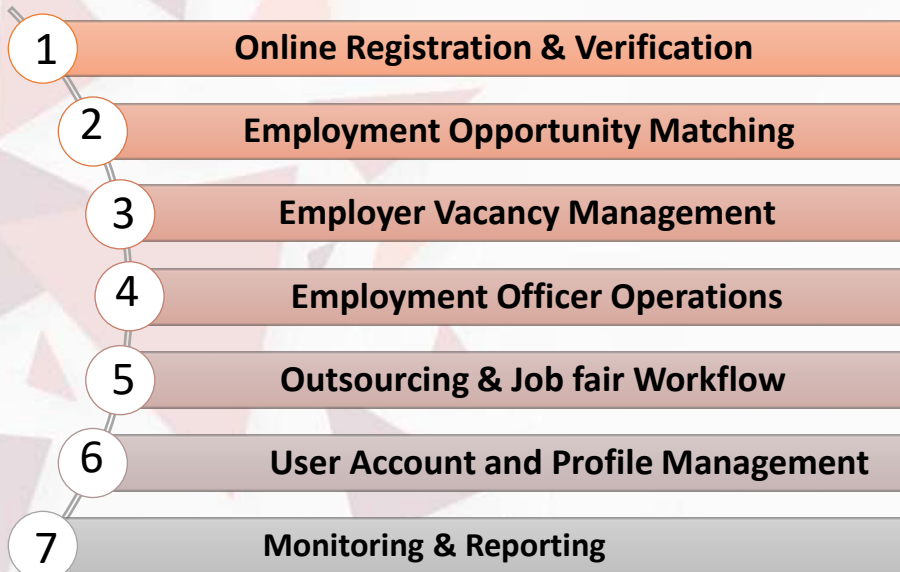 1 Online Registration & Verification
2 Employment Opportunity Matching
3 Employer Vacancy Management
4 Employment Officer Operations
5 Outsourcing & Job fair Workflow
6 User Account and Profile Management
7 Monitoring & Reporting